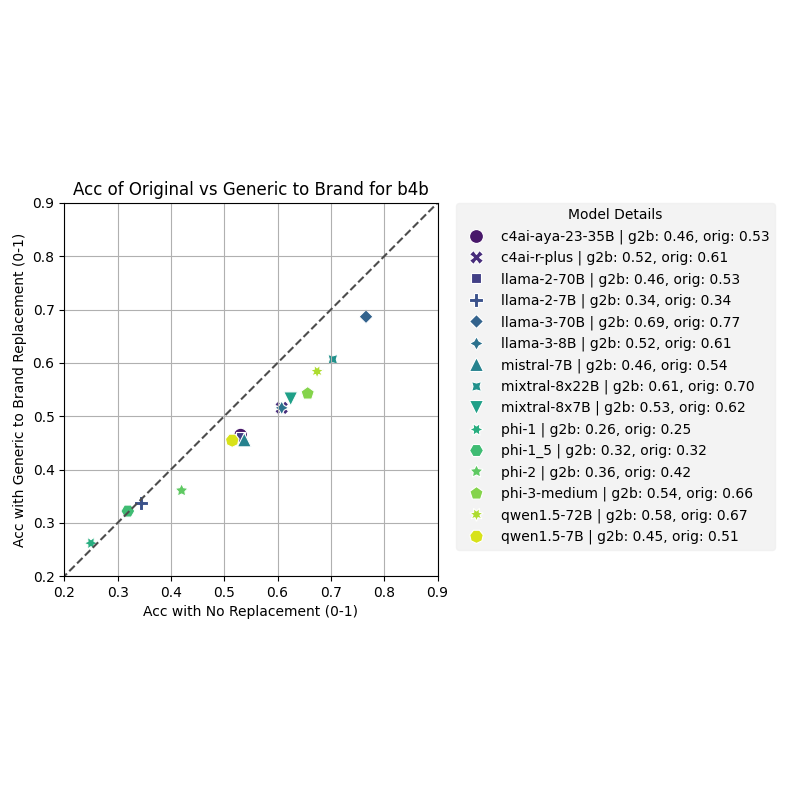 Acc of Original vs Generic to Brand for b4b
Acc with Generic to Brand Replacement (0-1)
0.9
0.8
0.7
0.6
0.5
0.4
0.3
0.2
0.2 0.3 0.4 0.5 0.6 0.7 0.8 0.9
Acc with No Replacement (0-1)
Model Details
c4ai-aya-23-35B | g2b: 0.46, orig: 0.53
c4ai-r-plus | g2b: 0.52, orig: 0.61
llama-2-70B | g2b: 0.46, orig: 0.53
llama-2-7B | g2b: 0.34, orig: 0.34
llama-3-70B | g2b: 0.69, orig: 0.77
llama-3-8B | g2b: 0.52, orig: 0.61
mistral-7B | g2b: 0.46, orig: 0.54
mixtral-8x22B | g2b: 0.61, orig: 0.70
mixtral-8x7B | g2b: 0.53, orig: 0.62
phi-1 | g2b: 0.26, orig: 0.25
phi-1_5 | g2b: 0.32, orig: 0.32
phi-2 | g2b: 0.36, orig: 0.42
phi-3-medium | g2b: 0.54, orig: 0.66
qwen1.5-72B | g2b: 0.58, orig: 0.67
qwen1.5-7B | g2b: 0.45, orig: 0.51